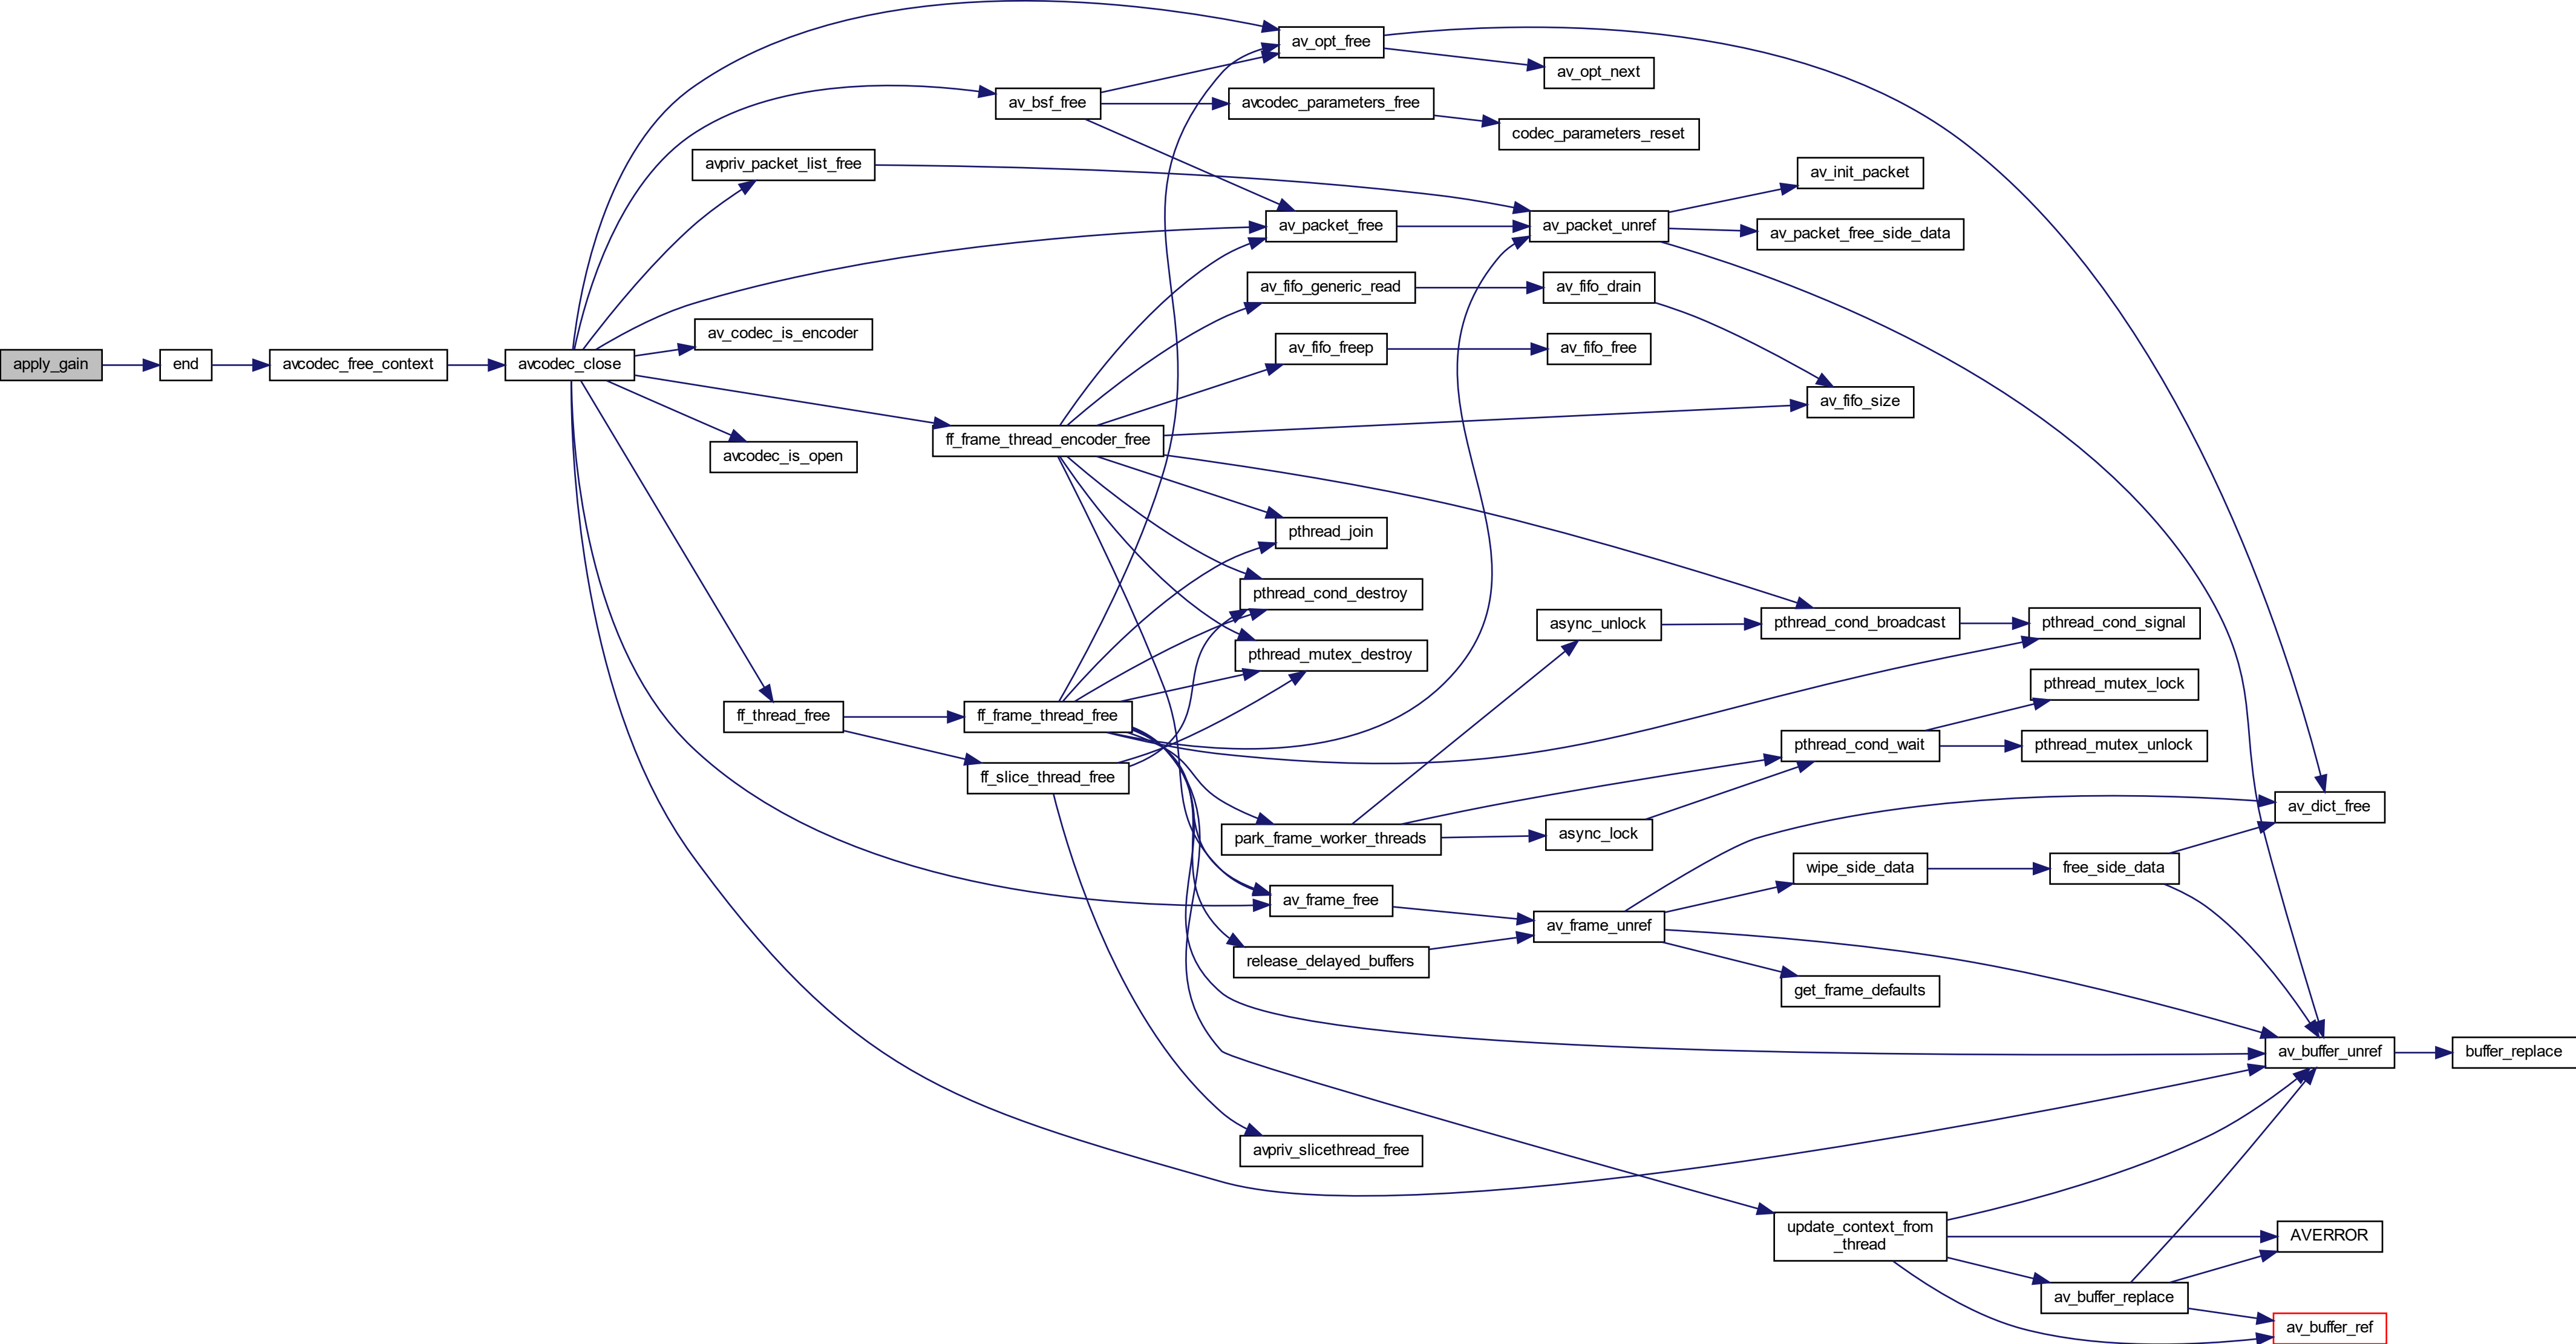 av_opt_free
av_opt_next
av_bsf_free
avcodec_parameters_free
codec_parameters_reset
avpriv_packet_list_free
av_init_packet
av_packet_free
av_packet_unref
av_packet_free_side_data
av_fifo_generic_read
av_fifo_drain
av_codec_is_encoder
av_fifo_freep
av_fifo_free
apply_gain
end
avcodec_free_context
avcodec_close
av_fifo_size
ff_frame_thread_encoder_free
avcodec_is_open
pthread_join
pthread_cond_destroy
async_unlock
pthread_cond_broadcast
pthread_cond_signal
pthread_mutex_destroy
pthread_mutex_lock
ff_thread_free
ff_frame_thread_free
pthread_cond_wait
pthread_mutex_unlock
ff_slice_thread_free
av_dict_free
park_frame_worker_threads
async_lock
wipe_side_data
free_side_data
av_frame_free
av_frame_unref
release_delayed_buffers
get_frame_defaults
av_buffer_unref
buffer_replace
avpriv_slicethread_free
update_context_from
_thread
AVERROR
av_buffer_replace
av_buffer_ref